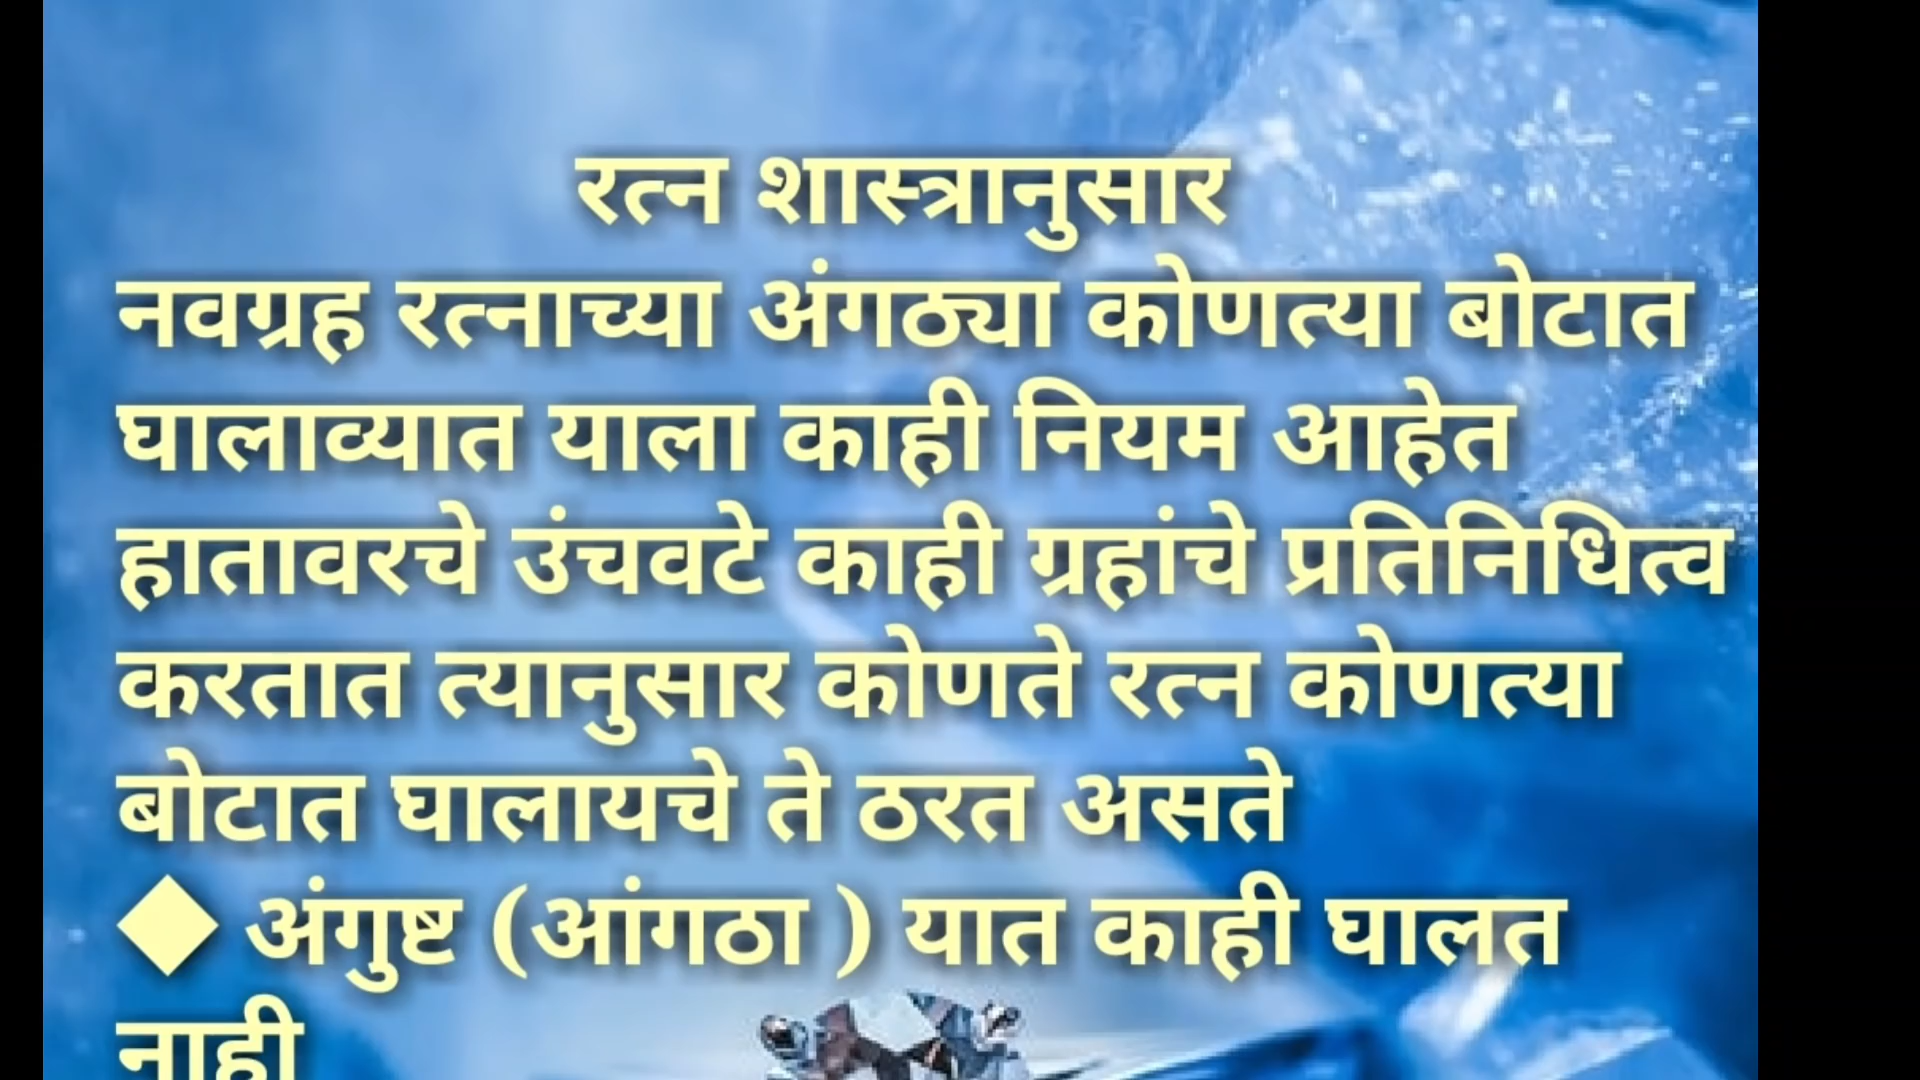 रत्न शास्त्रानुसार
नवग्रह रत्नाच्या अंगठ्या कोणत्या बोटात
घालाव्यात याला काही नियम आहेत
हातावरचे उंचवटे काही ग्रहांचे प्रतिनिधित्व
करतात त्यानुसार कोणते रत्न कोणत्या
बोटात घालायचे ते ठरत असते
◆ अंगुष्ट (आंगठा ) यात काही घालत
नाही